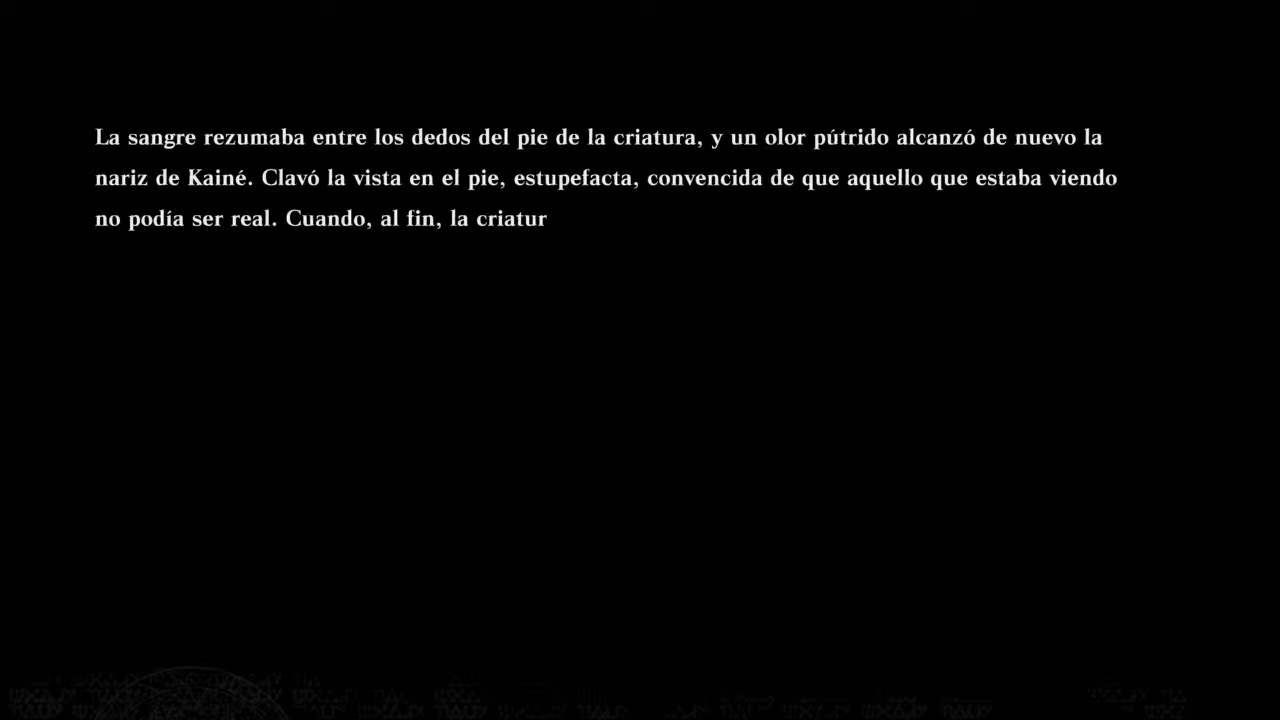 La sangre rezumaba entre los dedos del pie de la criatura, y un olor pútrido alcanzó de nuevo la
nariz de Kainé. Clavó la vista en el pie, estupefacta, convencida de que aquello que estaba viendo
no podía ser real. Cuando, al fin, la criatur